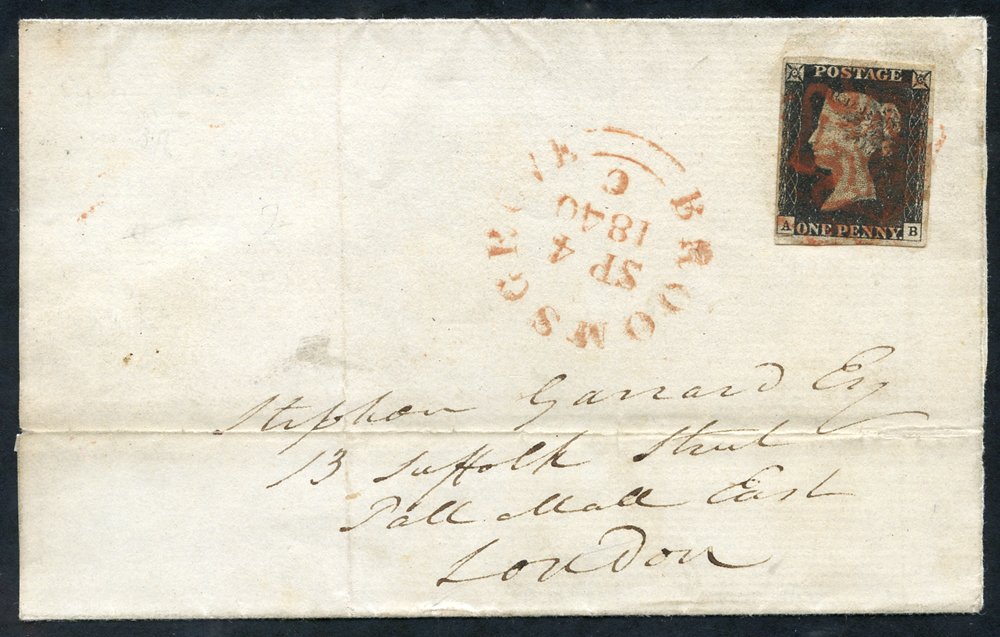 POSTAGE
A ONE PENNY B
BROMSGROVE
C
1840
SP 4
Stephen Garrard Esq
13 Suffolk Street
Pall Mall East
London